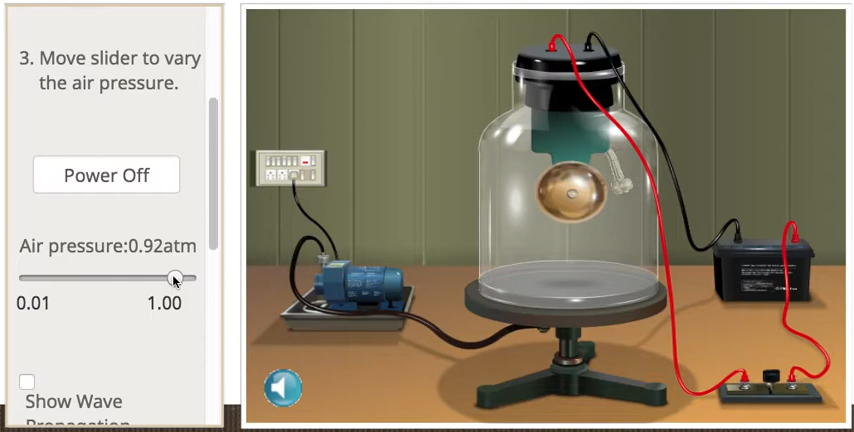 3. Move slider to vary
the air pressure.
Power Off
Air pressure:0.92atm
0.01 1.00
Show Wave
Propagation